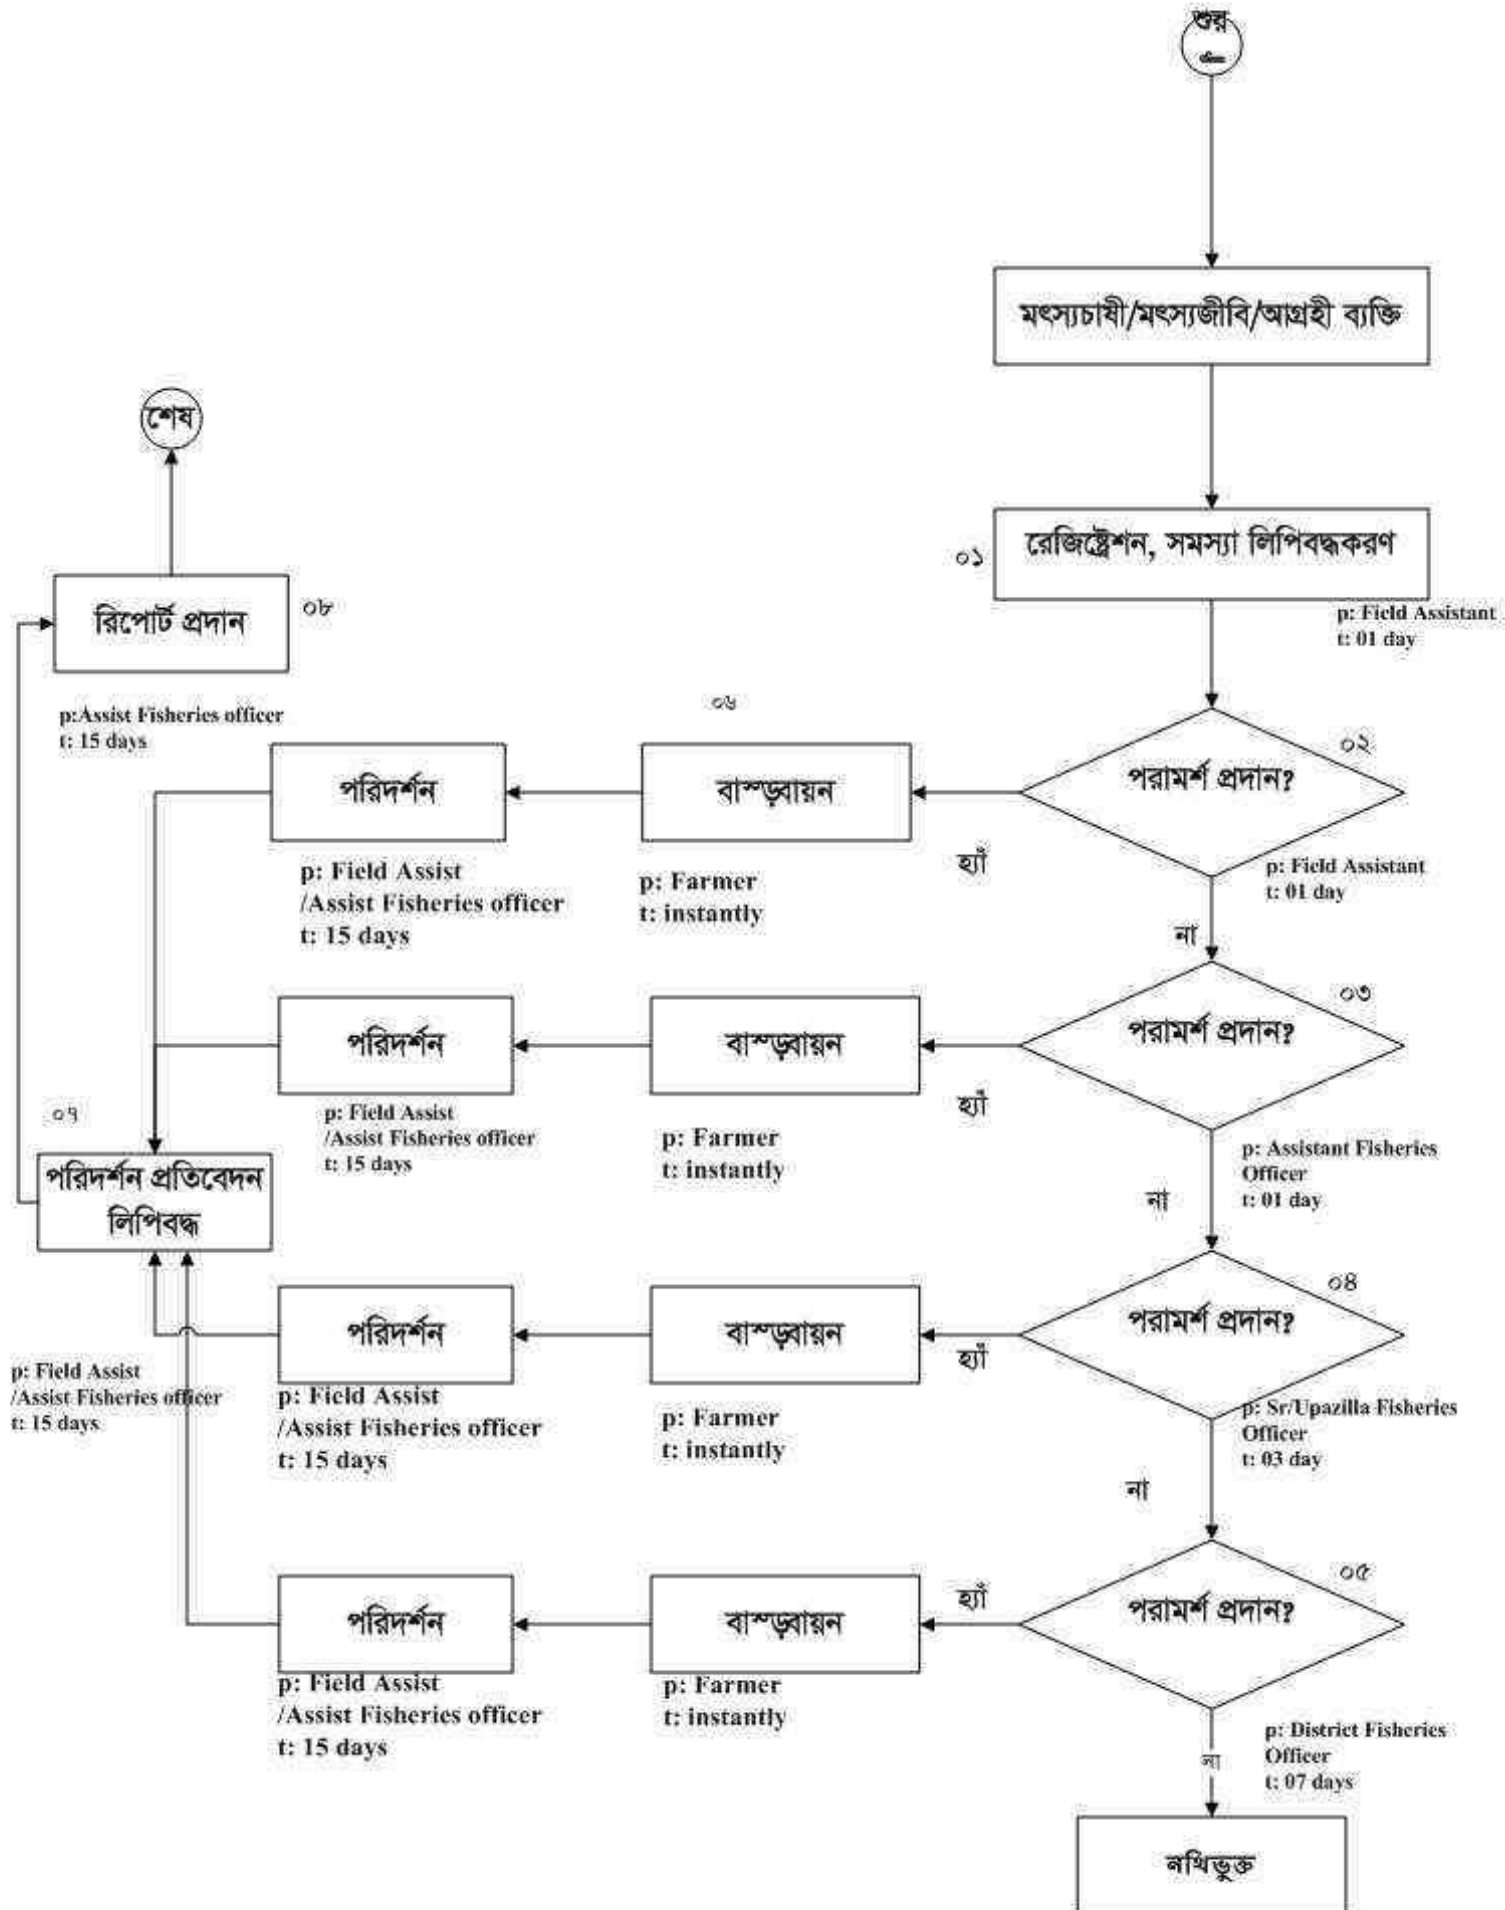 শুরু
মৎস্যচাষী/মৎস্যজীবি/আগ্রহী ব্যক্তি
শেষ
রেজিষ্ট্রেশন, সমস্যা লিপিবদ্ধকরণ
০১
p: Field Assistant
t: 01 day
রিপোর্ট প্রদান
০৮
p:Assist Fisheries officer
t: 15 days
০৬
০২
পরামর্শ প্রদান?
বাস্ড়বায়ন
পরিদর্শন
হ্যাঁ
p: Field Assistant
t: 01 day
p: Farmer
t: instantly
p: Field Assist
/Assist Fisheries officer
t: 15 days
না
০৩
পরামর্শ প্রদান?
বাস্ড়বায়ন
পরিদর্শন
হ্যাঁ
p: Assistant Fisheries
Officer
t: 01 day
p: Farmer
t: instantly
p: Field Assist
/Assist Fisheries officer
t: 15 days
০৭
পরিদর্শন প্রতিবেদন
লিপিবদ্ধ
p: Field Assist
/Assist Fisheries officer
t: 15 days
না
০৪
পরামর্শ প্রদান?
বাস্ড়বায়ন
পরিদর্শন
হ্যাঁ
p: Sr/Upazilla Fisheries
Officer
t: 03 day
p: Farmer
t: instantly
p: Field Assist
/Assist Fisheries officer
t: 15 days
না
০৫
পরামর্শ প্রদান?
হ্যাঁ
বাস্ড়বায়ন
পরিদর্শন
p: Farmer
t: instantly
p: Field Assist
/Assist Fisheries officer
t: 15 days
p: District Fisheries
Officer
t: 07 days
না
নথিভুক্ত